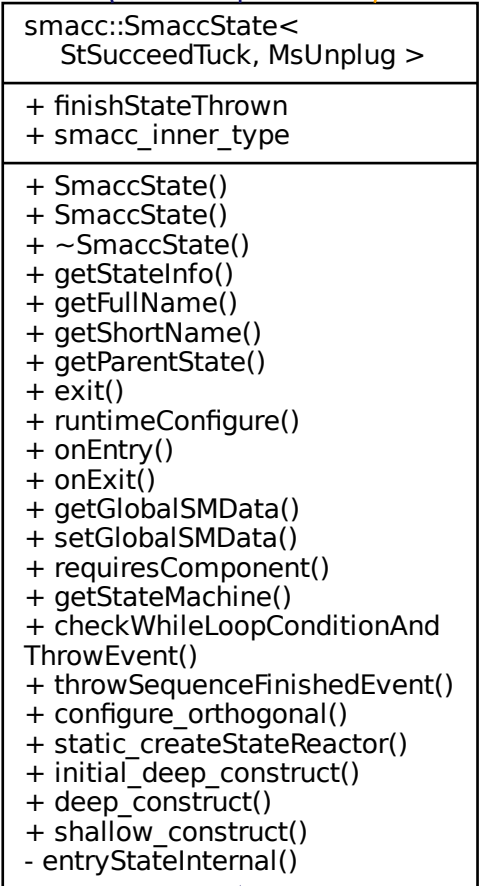 smacc::SmaccState<
StSucceedTuck, MsUnplug >
+ finishStateThrown
+ smacc_inner_type
+ SmaccState()
+ SmaccState()
+ ~SmaccState()
+ getStateInfo()
+ getFullName()
+ getShortName()
+ getParentState()
+ exit()
+ runtimeConfigure()
+ onEntry()
+ onExit()
+ getGlobalSMData()
+ setGlobalSMData()
+ requiresComponent()
+ getStateMachine()
+ checkWhileLoopConditionAnd
ThrowEvent()
+ throwSequenceFinishedEvent()
+ configure_orthogonal()
+ static_createStateReactor()
+ initial_deep_construct()
+ deep_construct()
+ shallow_construct()
- entryStateInternal()